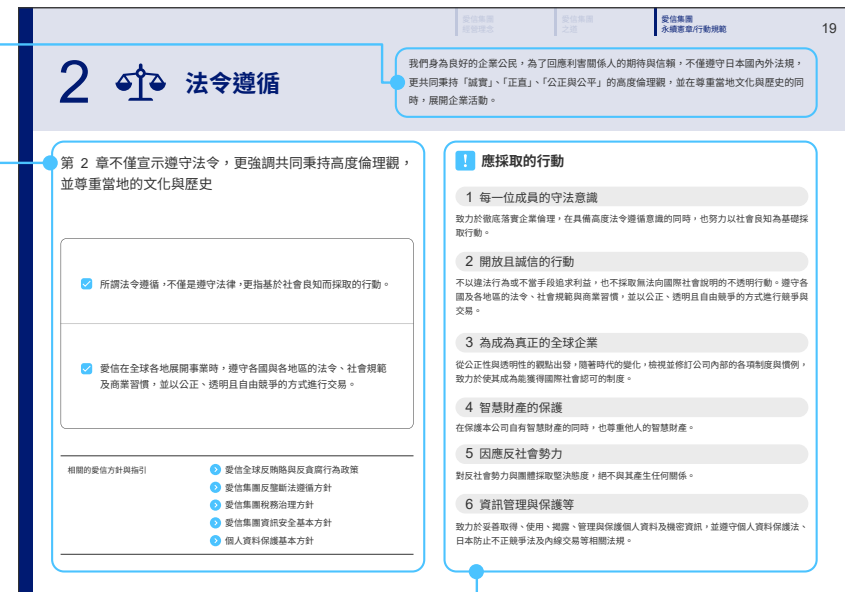 愛信集團
經營理念
愛信集團
之道
愛信集團
永續憲章/行動規範
19
2 法令遵循
我們身為良好的企業公民，為了回應利害關係人的期待與信賴，不僅遵守日本國內外法規，
更共同秉持「誠實」、「正直」、「公正與公平」的高度倫理觀，並在尊重當地文化與歷史的同
時，展開企業活動。
第 2 章不僅宣示遵守法令，更強調共同秉持高度倫理觀，
並尊重當地的文化與歷史
所謂法令遵循，不僅是遵守法律，更指基於社會良知而採取的行動。
愛信在全球各地展開事業時，遵守各國與各地區的法令、社會規範
及商業習慣，並以公正、透明且自由競爭的方式進行交易。
相關的愛信方針與指引
愛信全球反賄賂與反貪腐行為政策
愛信集團反壟斷法遵循方針
愛信集團稅務治理方針
愛信集團資訊安全基本方針
個人資料保護基本方針
! 應採取的行動
1 每一位成員的守法意識
致力於徹底落實企業倫理，在具備高度法令遵循意識的同時，也努力以社會良知為基礎採
取行動。
2 開放且誠信的行動
不以違法行為或不當手段追求利益，也不採取無法向國際社會說明的不透明行動。遵守各
國及各地區的法令、社會規範與商業習慣，並以公正、透明且自由競爭的方式進行競爭與
交易。
3 為成為真正的全球企業
從公正性與透明性的觀點出發，隨著時代的變化，檢視並修訂公司內部的各項制度與慣例，
致力於使其成為能獲得國際社會認可的制度。
4 智慧財產的保護
在保護本公司自有智慧財產的同時，也尊重他人的智慧財產。
5 因應反社會勢力
對反社會勢力與團體採取堅決態度，絕不與其產生任何關係。
6 資訊管理與保護等
致力於妥善取得、使用、揭露、管理與保護個人資料及機密資訊，並遵守個人資料保護法、
日本防止不正競爭法及內線交易等相關法規。